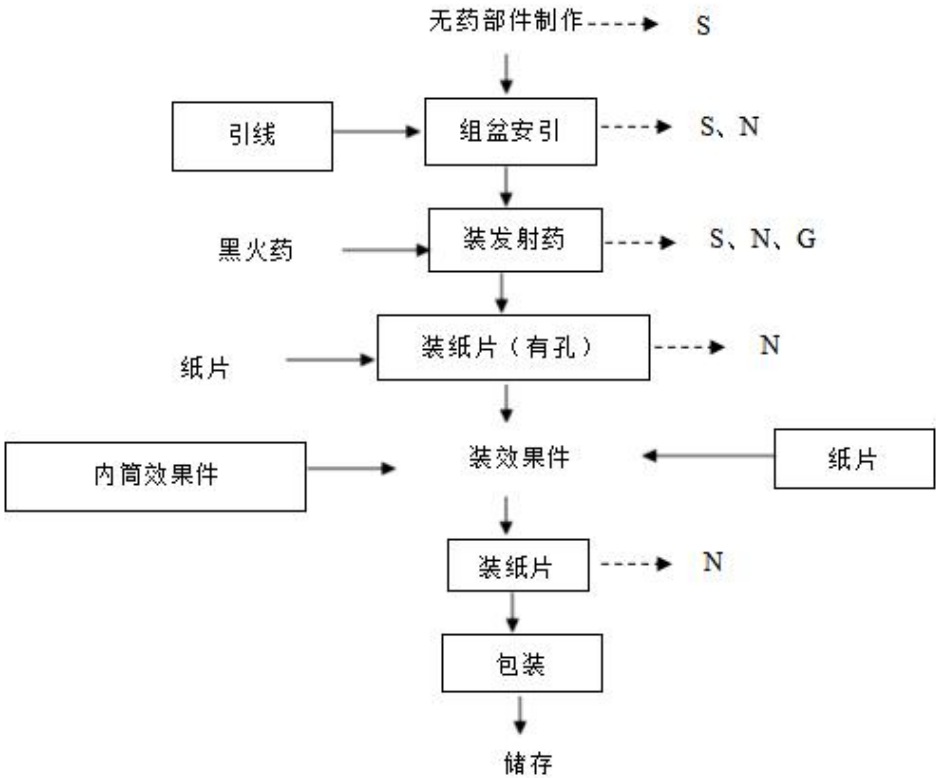 无药部件制作
S
引线
组盆安引
S、N
黑火药
装发射药
S、N、G
纸片
装纸片（有孔）
N
内筒效果件
装效果件
纸片
装纸片
N
包装
储存